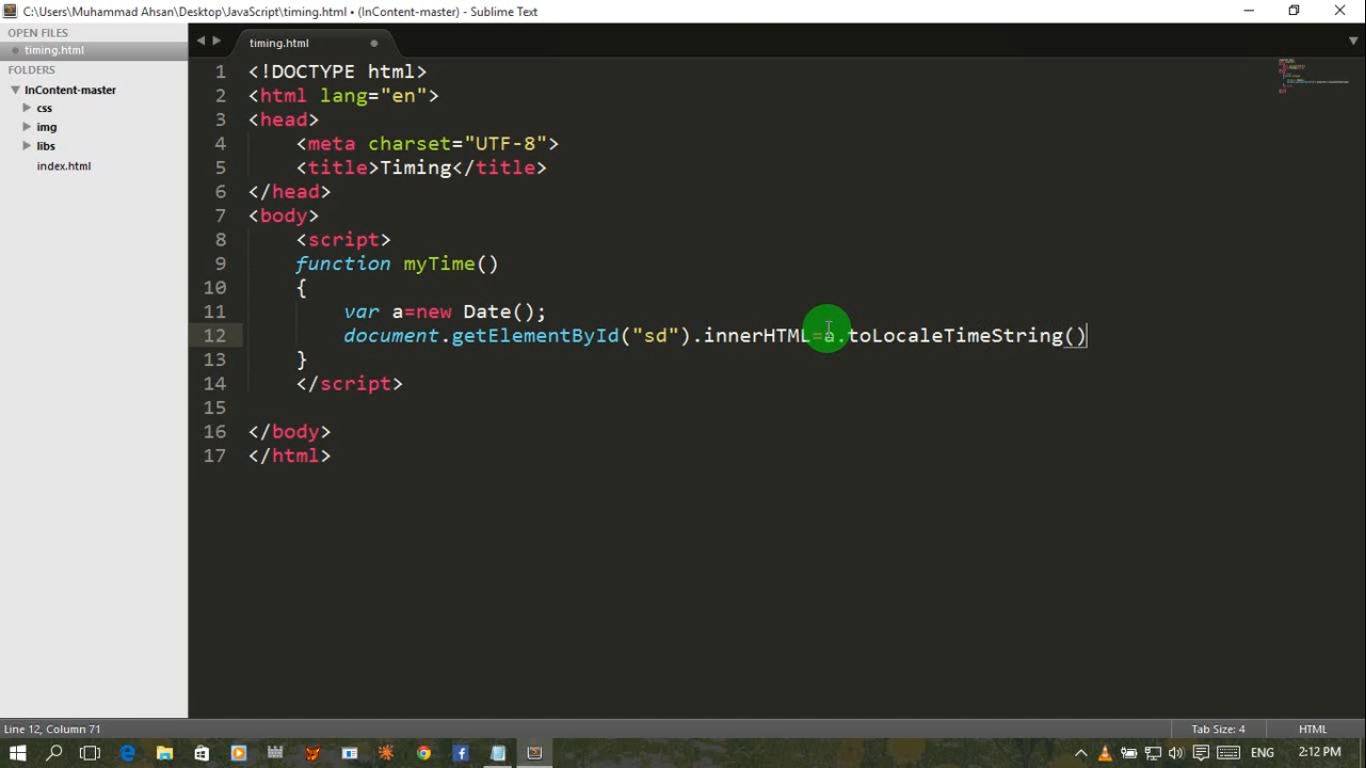 C:\Users\Muhammad Ahsan\Desktop\JavaScript\timing.html • (InContent-master) - Sublime Text
OPEN FILES
timing.html
FOLDERS
InContent-master
css
img
libs
index.html
timing.html
1 <!DOCTYPE html>
2 <html lang="en">
3 <head>
4 <meta charset="UTF-8">
5 <title>Timing</title>
6 </head>
7 <body>
8 <script>
9 function myTime()
10 {
11 var a=new Date();
12 document.getElementById("sd").innerHTML=a.toLocaleTimeString()
13 }
14 </script>
15
16 </body>
17 </html>
Line 12, Column 71
Tab Size: 4
HTML
ENG
2:12 PM